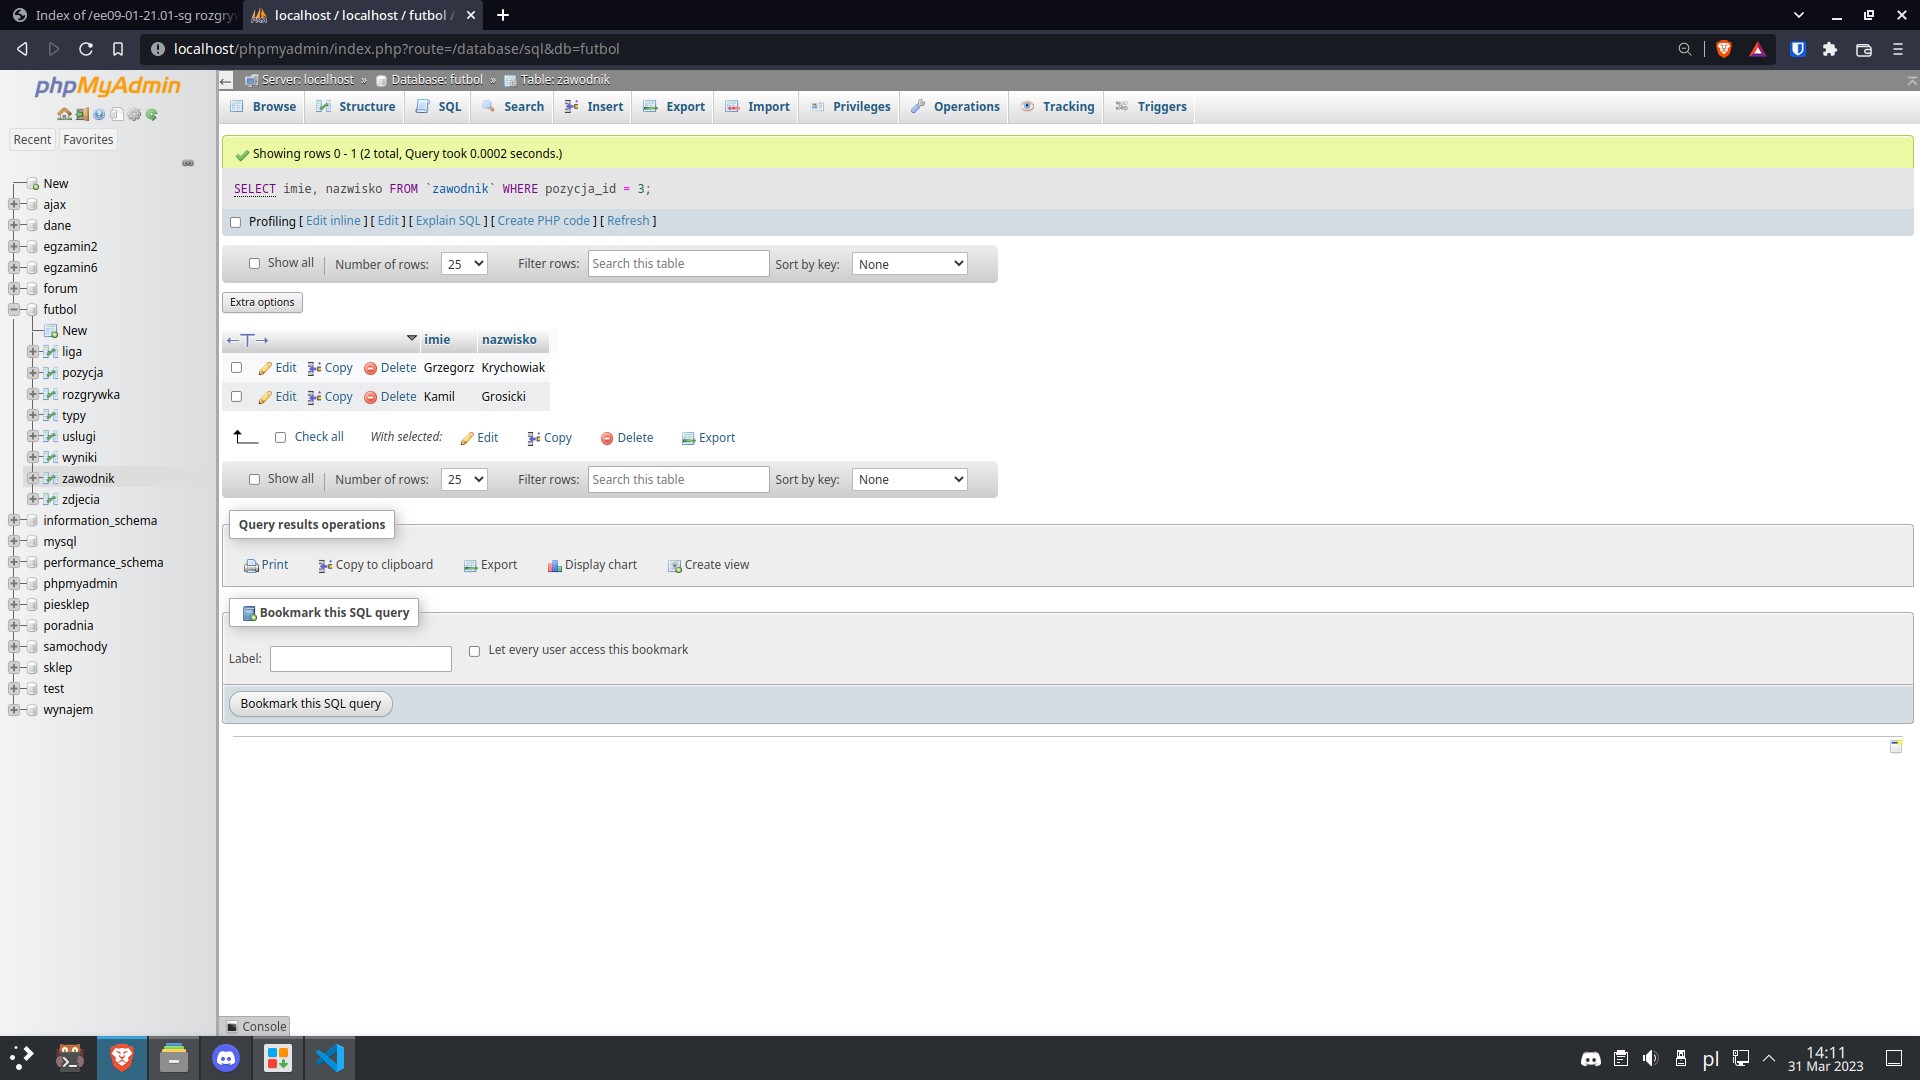 Index of /ee09-01-21.01-sg rozgryw
localhost / localhost / futbol /
localhost/phpmyadmin/index.php?route=/database/sql&db=futbol
phpMyAdmin
Server: localhost » Database: futbol » Table: zawodnik
Browse Structure SQL Search Insert Export Import Privileges Operations Tracking Triggers
Recent Favorites
New
ajax
dane
egzamin2
egzamin6
forum
futbol
New
liga
pozycja
rozgrywka
typy
uslugi
wyniki
zawodnik
zdjecia
information_schema
mysql
performance_schema
phpmyadmin
piesklep
poradnia
samochody
sklep
test
wynajem
Showing rows 0 - 1 (2 total, Query took 0.0002 seconds.)
SELECT imie, nazwisko FROM `zawodnik` WHERE pozycja_id = 3;
Profiling [ Edit inline ] [ Edit ] [ Explain SQL ] [ Create PHP code ] [ Refresh ]
Show all Number of rows: 25 Filter rows: Search this table Sort by key: None
Extra options
←T→ imie nazwisko
Edit Copy Delete Grzegorz Krychowiak
Edit Copy Delete Kamil Grosicki
Check all With selected: Edit Copy Delete Export
Show all Number of rows: 25 Filter rows: Search this table Sort by key: None
Query results operations
Print Copy to clipboard Export Display chart Create view
Bookmark this SQL query
Label: Let every user access this bookmark
Bookmark this SQL query
Console
pl
14:11
31 Mar 2023